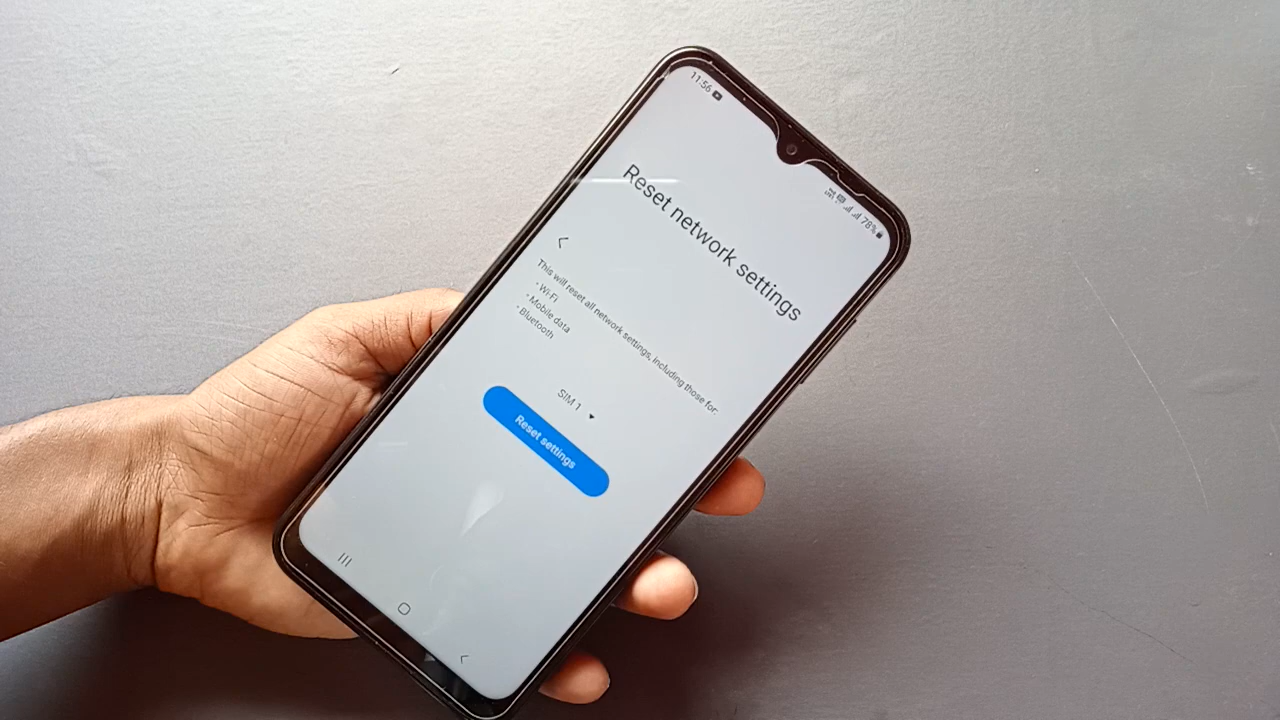 11:56
78%
Reset network settings
This will reset all network settings, including those for:
- Wi-Fi
- Mobile data
- Bluetooth
SIM 1
Reset settings